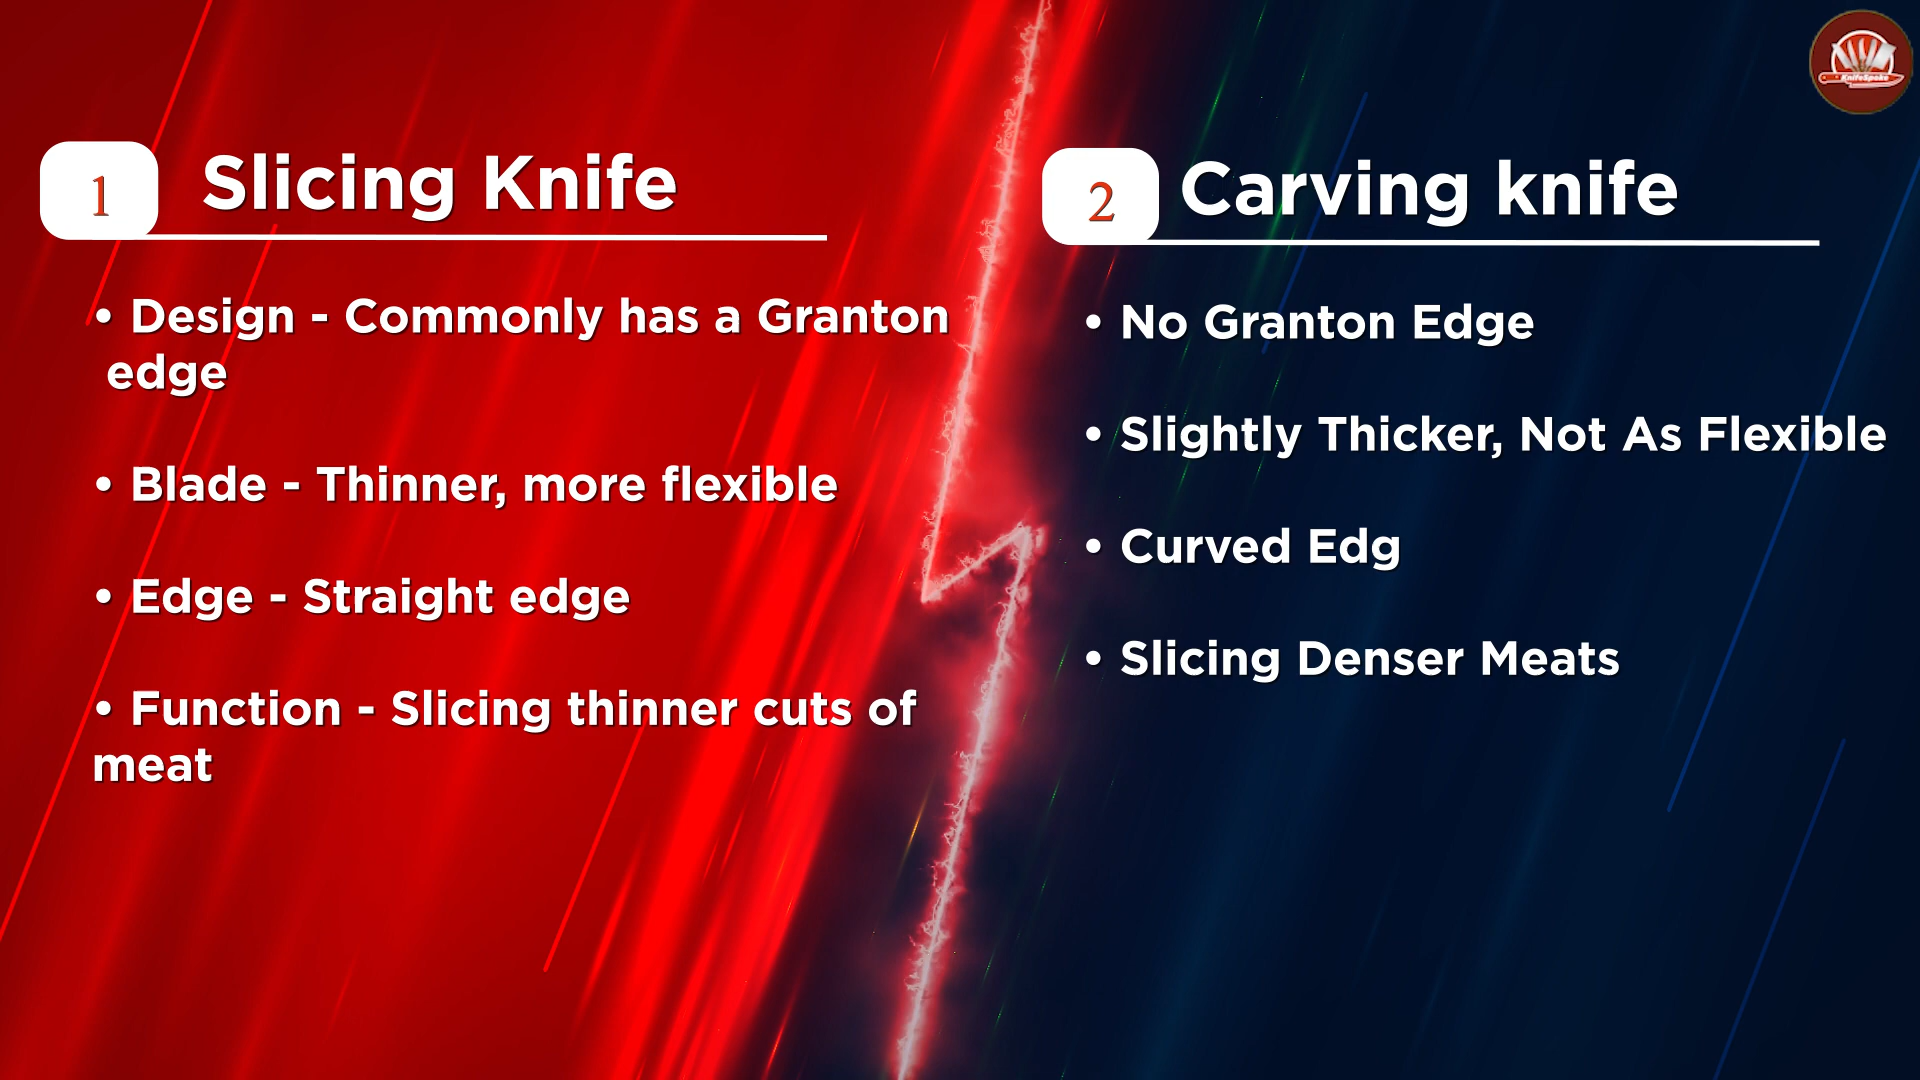 KnifeSpoke
1
Slicing Knife
• Design - Commonly has a Granton
edge
• Blade - Thinner, more flexible
• Edge - Straight edge
• Function - Slicing thinner cuts of
meat
2
Carving knife
• No Granton Edge
• Slightly Thicker, Not As Flexible
• Curved Edg
• Slicing Denser Meats